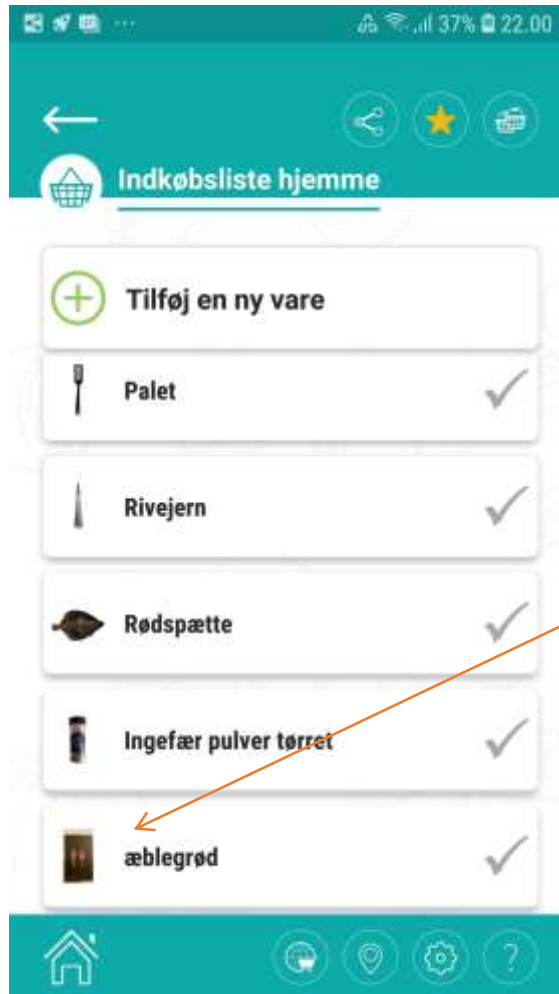 37% 22.00
Indkøbsliste hjemme
Tilføj en ny vare
Palet
Rivejern
Rødspætte
Ingefær pulver tørret
æblegrød
?